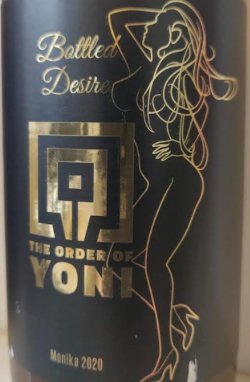 Bottled
Desire
THE ORDER OF
YONI
Monika 2020